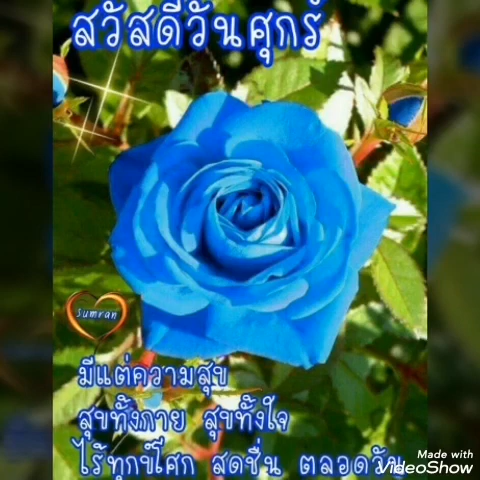 สวัสดีวันศุกร์
Sumran
มีแต่ความสุข
สุขทั้งกาย สุขทั้งใจ
ไร้ทุกข์โศก สดชื่น ตลอดวัน
Made with
VideoShow